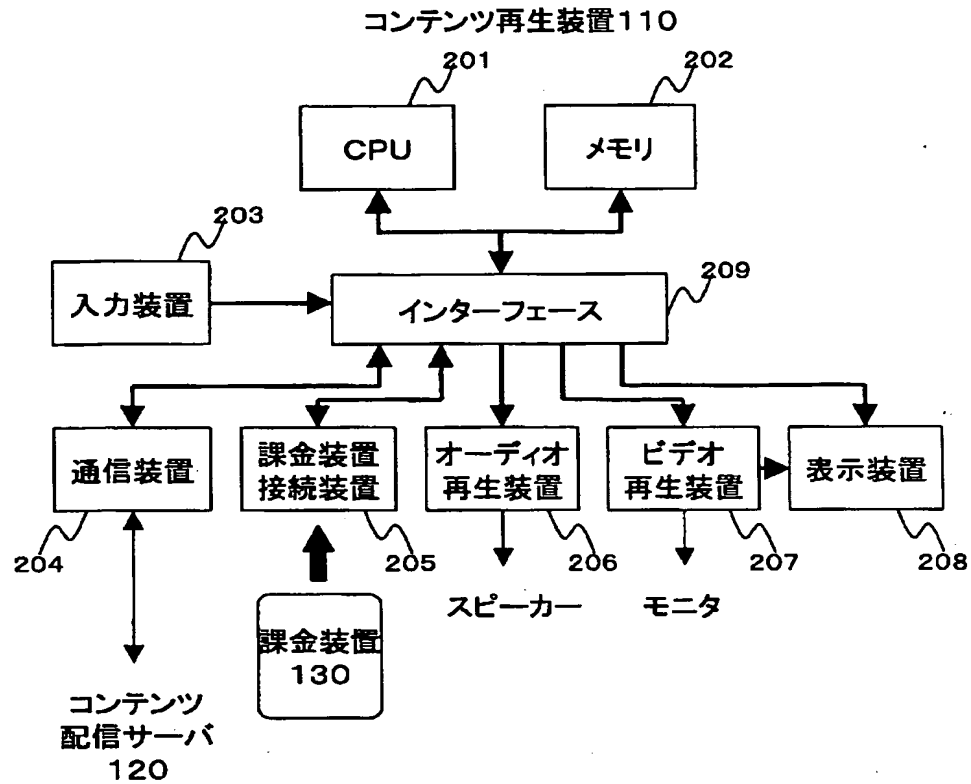 コンテンツ再生装置110
201
202
CPU
メモリ
203
209
入力装置
インターフェース
通信装置
課金装置
接続装置
オーディオ
再生装置
ビデオ
再生装置
表示装置
204
205
206
207
208
スピーカー
モニタ
課金装置
130
コンテンツ
配信サーバ
120